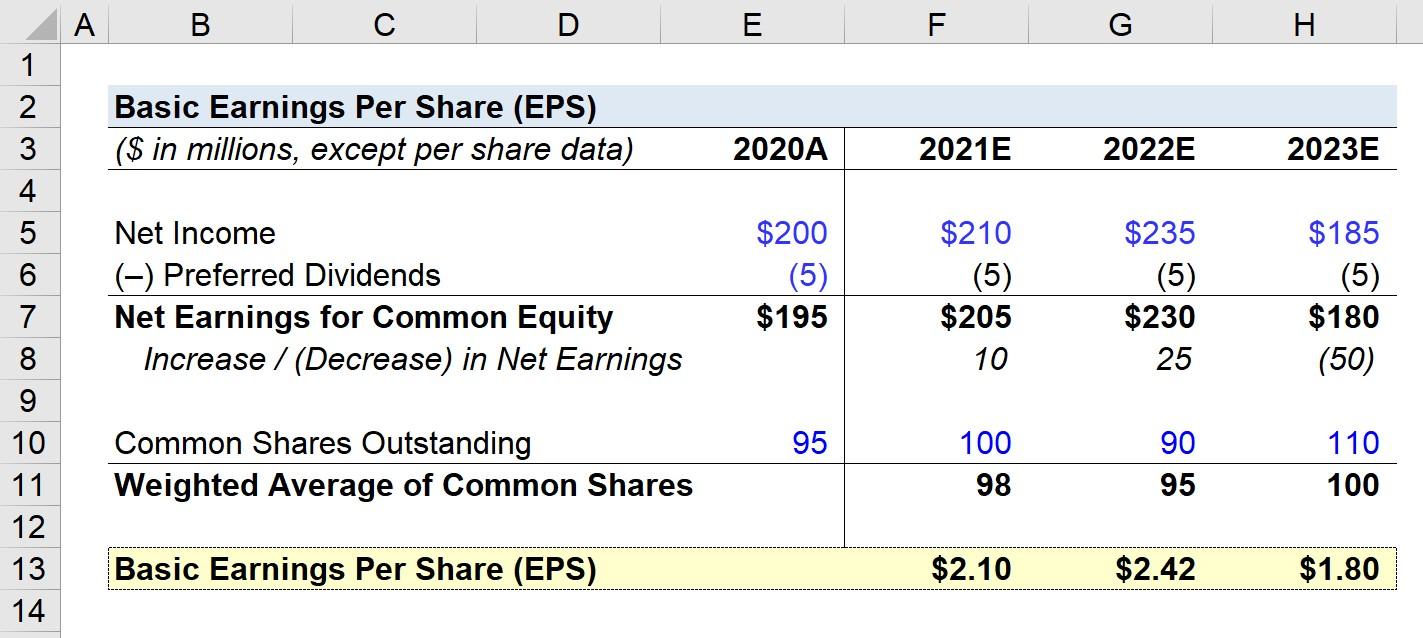 A B C D E F G H
1
2 Basic Earnings Per Share (EPS)
3 ($ in millions, except per share data) 2020A 2021E 2022E 2023E
4
5 Net Income $200 $210 $235 $185
6 (–) Preferred Dividends (5) (5) (5) (5)
7 Net Earnings for Common Equity $195 $205 $230 $180
8 Increase / (Decrease) in Net Earnings 10 25 (50)
9
10 Common Shares Outstanding 95 100 90 110
11 Weighted Average of Common Shares 98 95 100
12
13 Basic Earnings Per Share (EPS) $2.10 $2.42 $1.80
14